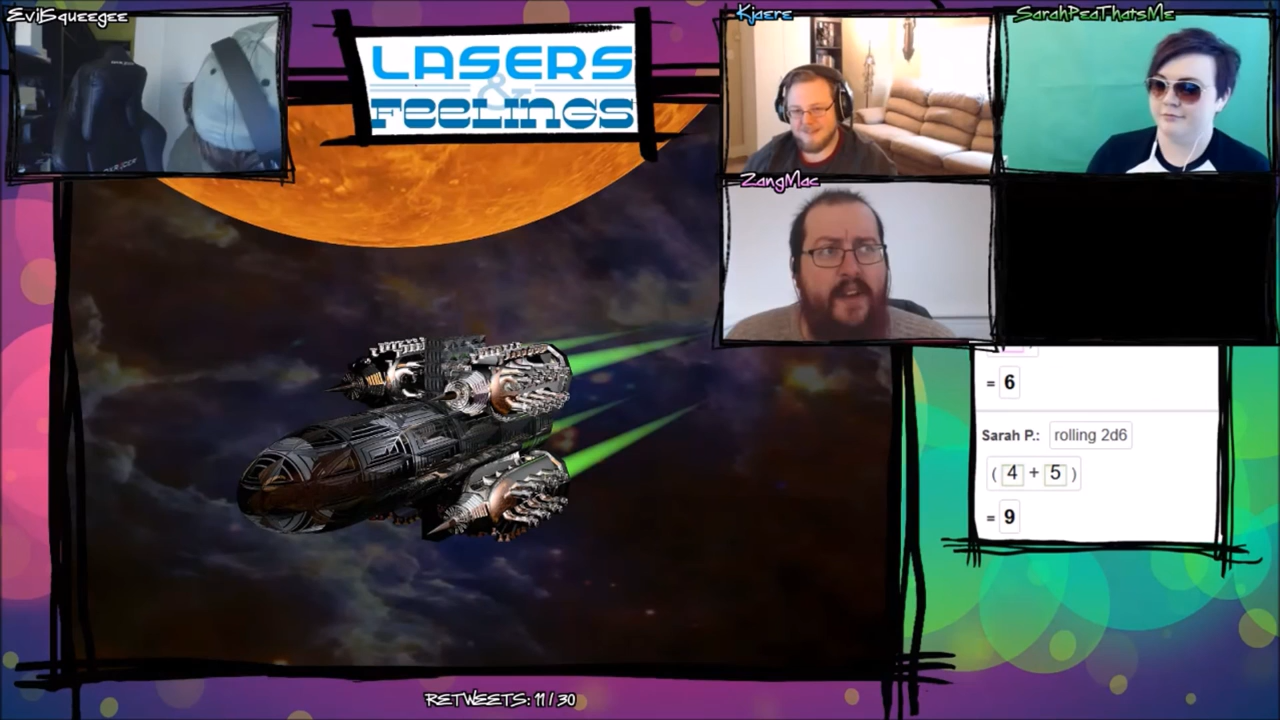 EvilSqueegee
LASERS
&
FEELINGS
Kjaere
SarahPeaThatsMe
ZangMac
= 6
Sarah P.: rolling 2d6
( 4 + 5 )
= 9
RETWEETS: 11 / 30